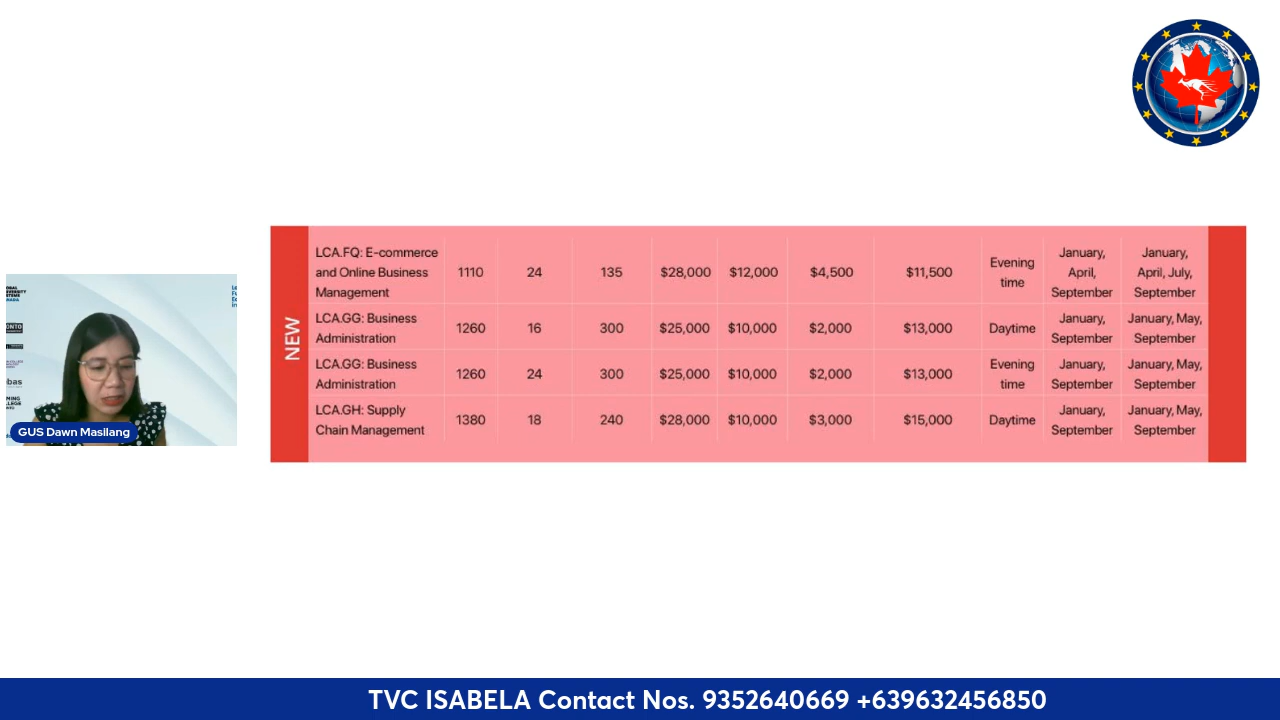 NEW
LCA.FQ: E-commerce and Online Business Management 1110 24 135 $28,000 $12,000 $4,500 $11,500 Evening time January, April, September January, April, July, September
LCA.GG: Business Administration 1260 16 300 $25,000 $10,000 $2,000 $13,000 Daytime January, September January, May, September
LCA.GG: Business Administration 1260 24 300 $25,000 $10,000 $2,000 $13,000 Evening time January, September January, May, September
LCA.GH: Supply Chain Management 1380 18 240 $28,000 $10,000 $3,000 $15,000 Daytime January, September January, May, September
GUS Dawn Masilang
TVC ISABELA Contact Nos. 9352640669 +639632456850